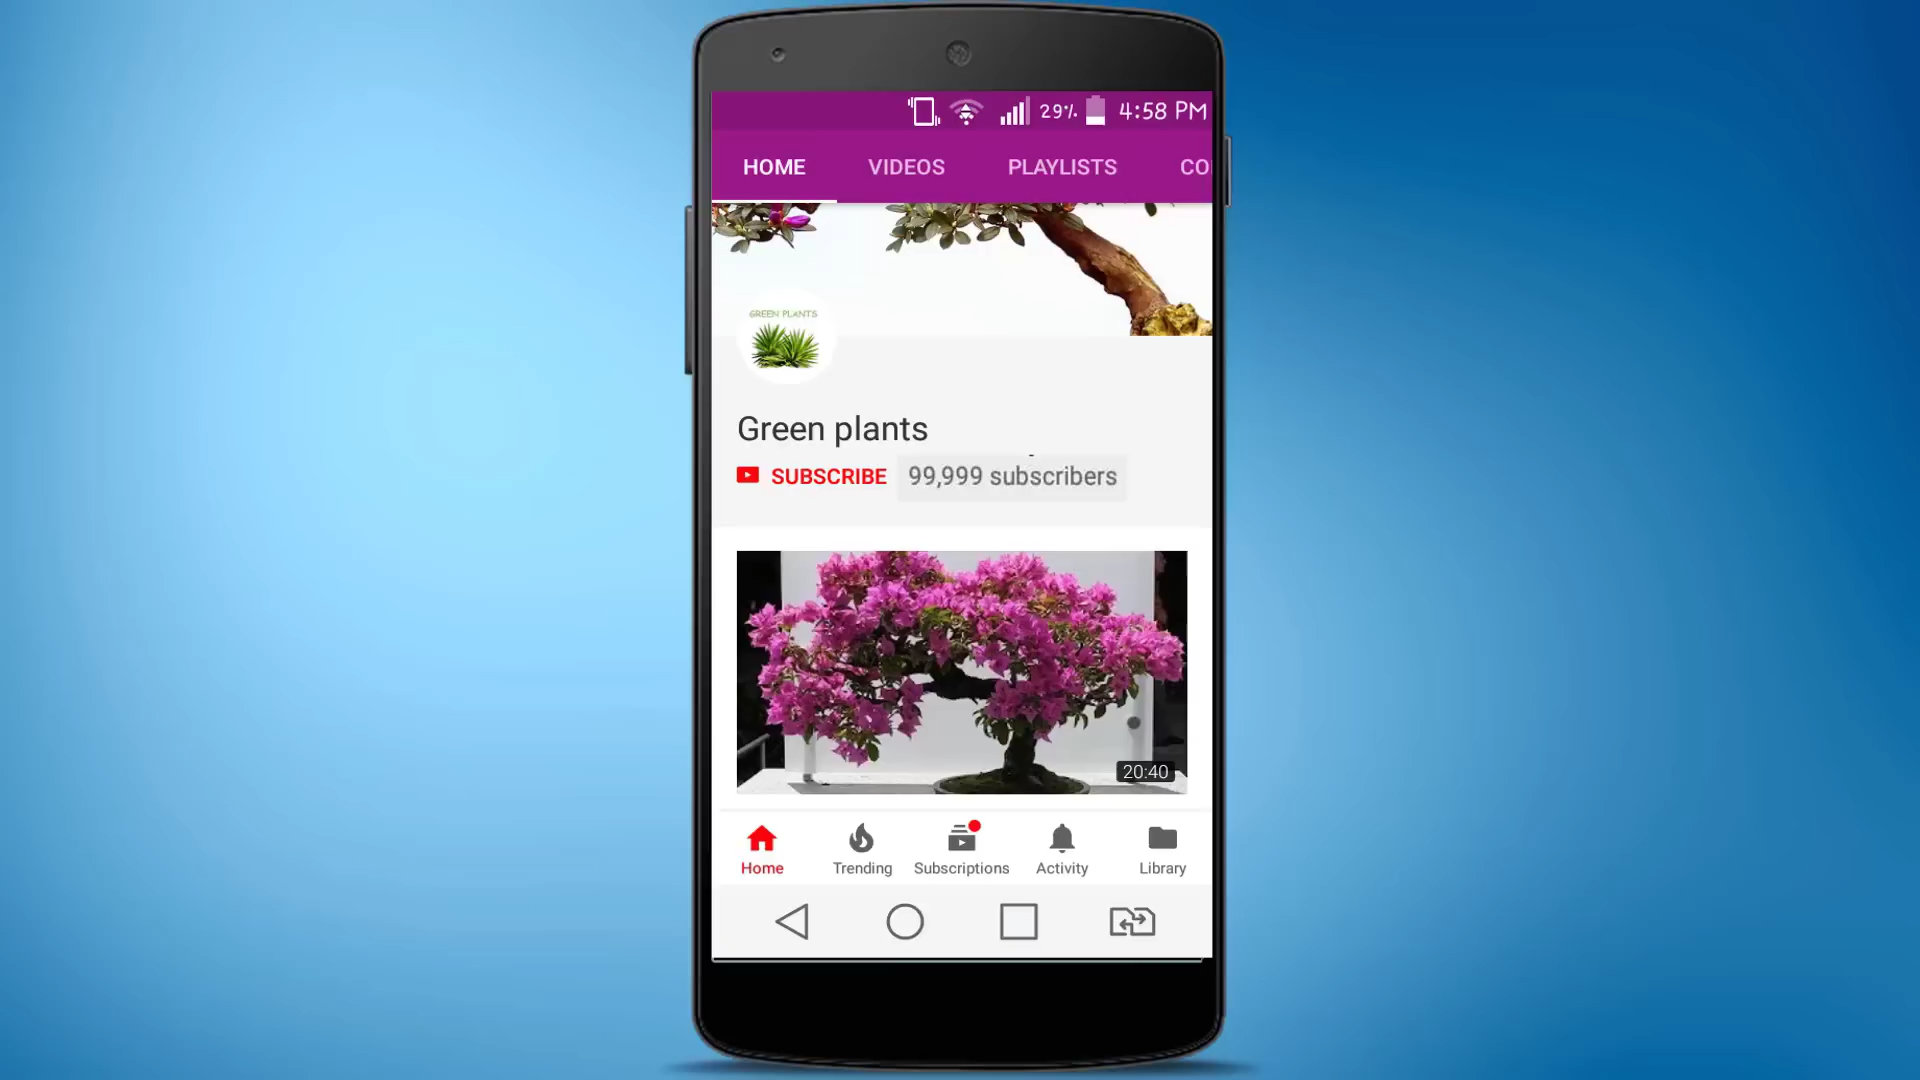 29% 4:58 PM
HOME VIDEOS PLAYLISTS CO
GREEN PLANTS
Green plants
SUBSCRIBE 99,999 subscribers
20:40
Home Trending Subscriptions Activity Library